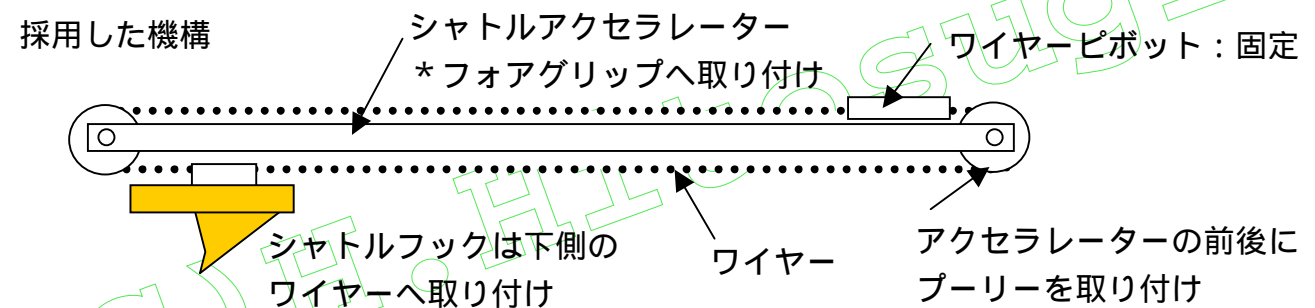 採用した機構
シャトルアクセラレーター
*フォアグリップへ取り付け
ワイヤーピボット:固定
シャトルフックは下側の
ワイヤーへ取り付け
ワイヤー
アクセラレーターの前後に
プーリーを取り付け